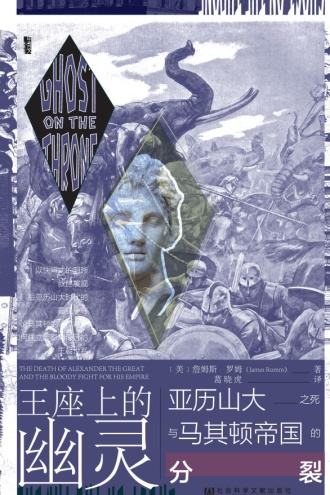 GHOST
ON THE
THRONE
THE DEATH OF ALEXANDER THE GREAT
AND THE BLOODY FIGHT FOR HIS EMPIRE
〔美〕詹姆斯 罗姆 (James Romm) 著
葛晓虎 译
王座上的
幽灵
亚历山大 之死
与马其顿帝国 的
分裂
社会科学文献出版社